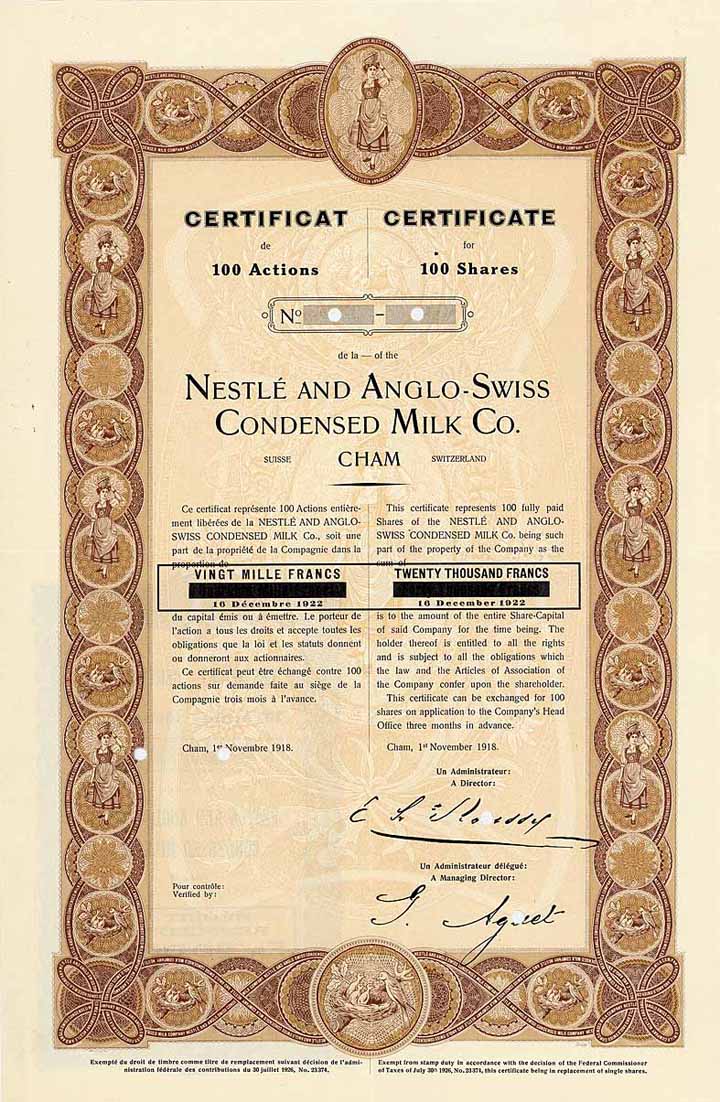 CERTIFICAT
de
100 Actions
CERTIFICATE
for
100 Shares
Nº –
de la — of the
NESTLÉ AND ANGLO-SWISS
CONDENSED MILK CO.
SUISSE CHAM SWITZERLAND
Ce certificat représente 100 Actions entière-
ment libérées de la NESTLÉ AND ANGLO-
SWISS CONDENSED MILK Co., soit une
part de la propriété de la Compagnie dans la
proportion de
VINGT MILLE FRANCS
16 Décembre 1922
du capital émis ou à émettre. Le porteur de
l'action a tous les droits et accepte toutes les
obligations que la loi et les statuts donnent
ou donneront aux actionnaires.
Ce certificat peut être échangé contre 100
actions sur demande faite au siège de la
Compagnie trois mois à l'avance.
Cham, 1er Novembre 1918.
This certificate represents 100 fully paid
Shares of the NESTLÉ AND ANGLO-
SWISS CONDENSED MILK Co. being such
part of the property of the Company as the
sum of
TWENTY THOUSAND FRANCS
16 December 1922
is to the amount of the entire Share-Capital
of said Company for the time being. The
holder thereof is entitled to all the rights
and is subject to all the obligations which
the law and the Articles of Association of
the Company confer upon the shareholder.
This certificate can be exchanged for 100
shares on application to the Company's Head
Office three months in advance.
Cham, 1st November 1918.
Un Administrateur:
A Director:
Un Administrateur délégué:
A Managing Director:
G. Aguet
Pour contrôle:
Verified by:
Exempté du droit de timbre comme titre de remplacement suivant décision de l'admi-
nistration fédérale des contributions du 30 juillet 1926, No. 23374.
Exempt from stamp duty in accordance with the decision of the Federal Commissioner
of Taxes of July 30th 1926, No. 23374, this certificate being in replacement of single shares.